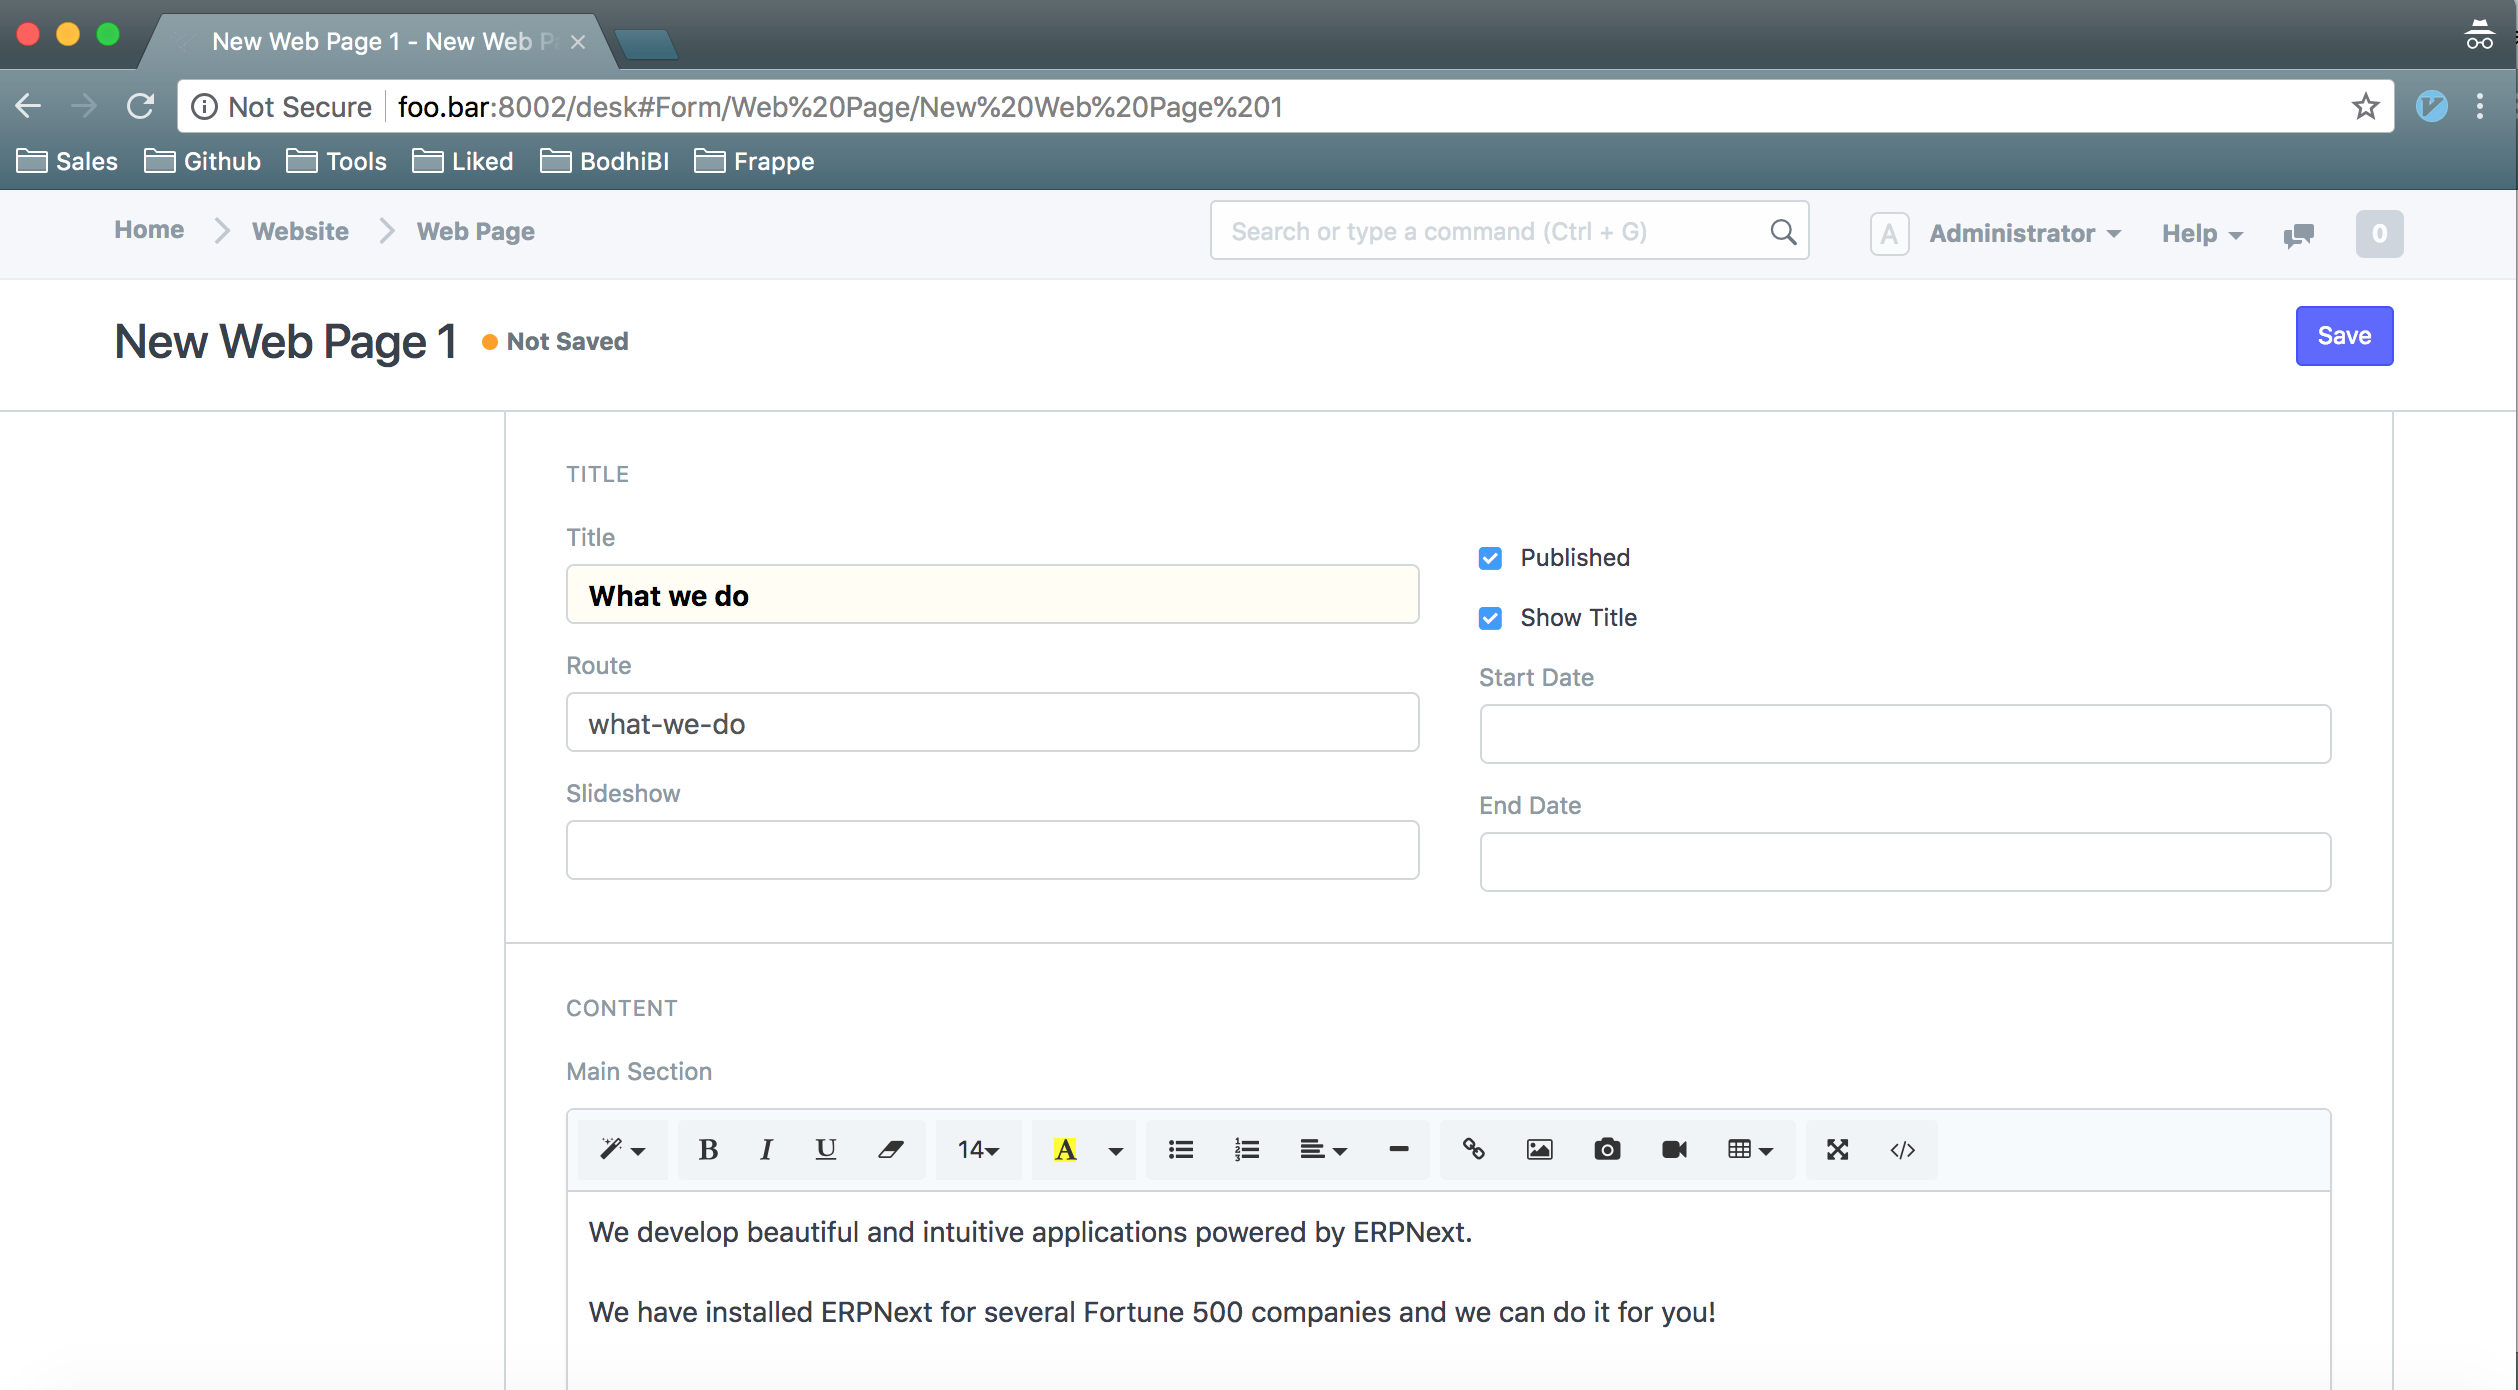 New Web Page 1 - New Web
Not Secure foo.bar:8002/desk#Form/Web%20Page/New%20Web%20Page%201
Sales Github Tools Liked BodhiBI Frappe
Home Website Web Page Search or type a command (Ctrl + G) A Administrator Help 0
New Web Page 1 Not Saved Save
TITLE
Title
What we do
Published
Show Title
Route
what-we-do
Start Date
Slideshow
End Date
CONTENT
Main Section
B I U 14 A
We develop beautiful and intuitive applications powered by ERPNext.
We have installed ERPNext for several Fortune 500 companies and we can do it for you!